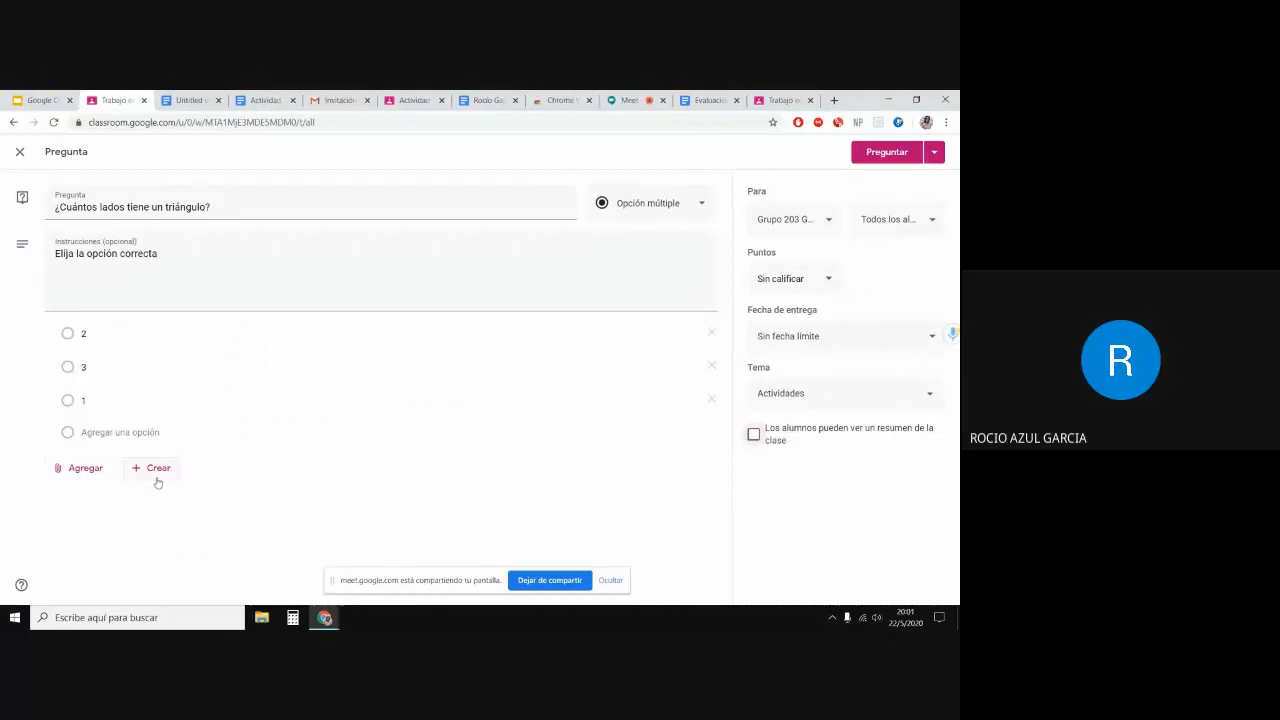 Google C
Trabajo e
Untitled
Actividad
Invitación
Actividad
Rocío Ga
Chrome
Meet
Evaluació
Trabajo e
classroom.google.com/u/0/w/MTA1MjE3MDE5MDM0/t/all
NP
Pregunta
Preguntar
Pregunta
¿Cuántos lados tiene un triángulo?
Opción múltiple
Instrucciones (opcional)
Elija la opción correcta
2
3
1
Agregar una opción
Agregar
Crear
Para
Grupo 203 G...
Todos los al...
Puntos
Sin calificar
Fecha de entrega
Sin fecha límite
Tema
Actividades
Los alumnos pueden ver un resumen de la
clase
meet.google.com está compartiendo tu pantalla.
Dejar de compartir
Ocultar
Escribe aquí para buscar
20:01
22/5/2020
R
ROCIO AZUL GARCIA